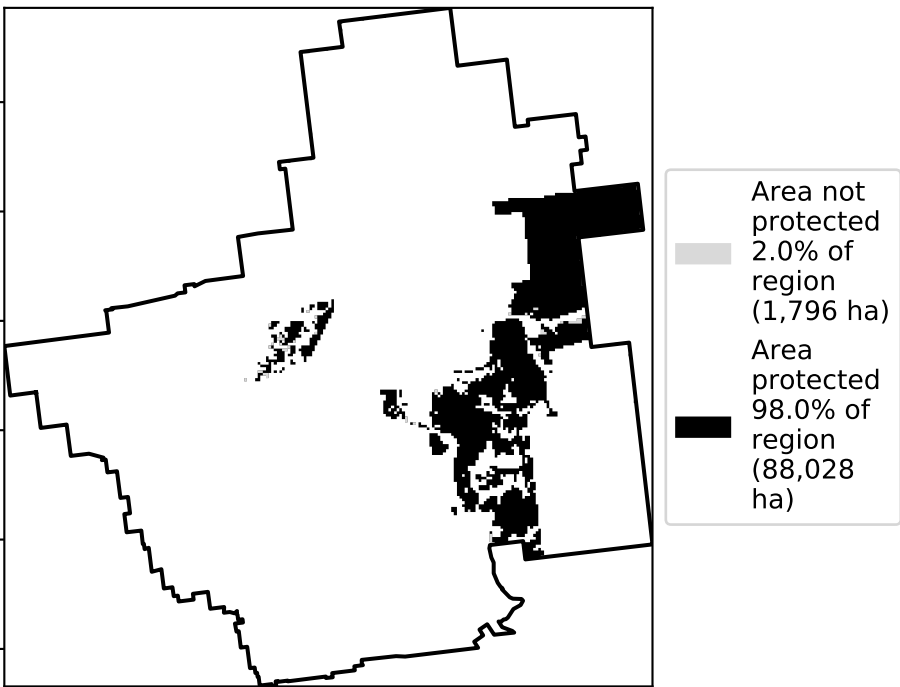 Area not
protected
2.0% of
region
(1,796 ha)
Area
protected
98.0% of
region
(88,028
ha)